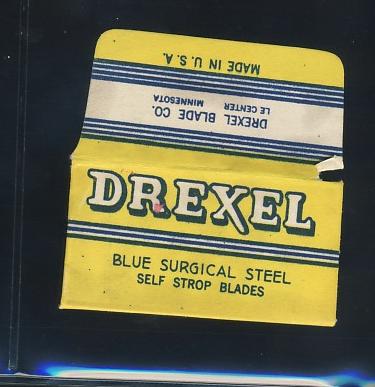 MADE IN U.S.A.
DREXEL BLADE CO.
LE CENTER MINNESOTA
DREXEL
BLUE SURGICAL STEEL
SELF STROP BLADES